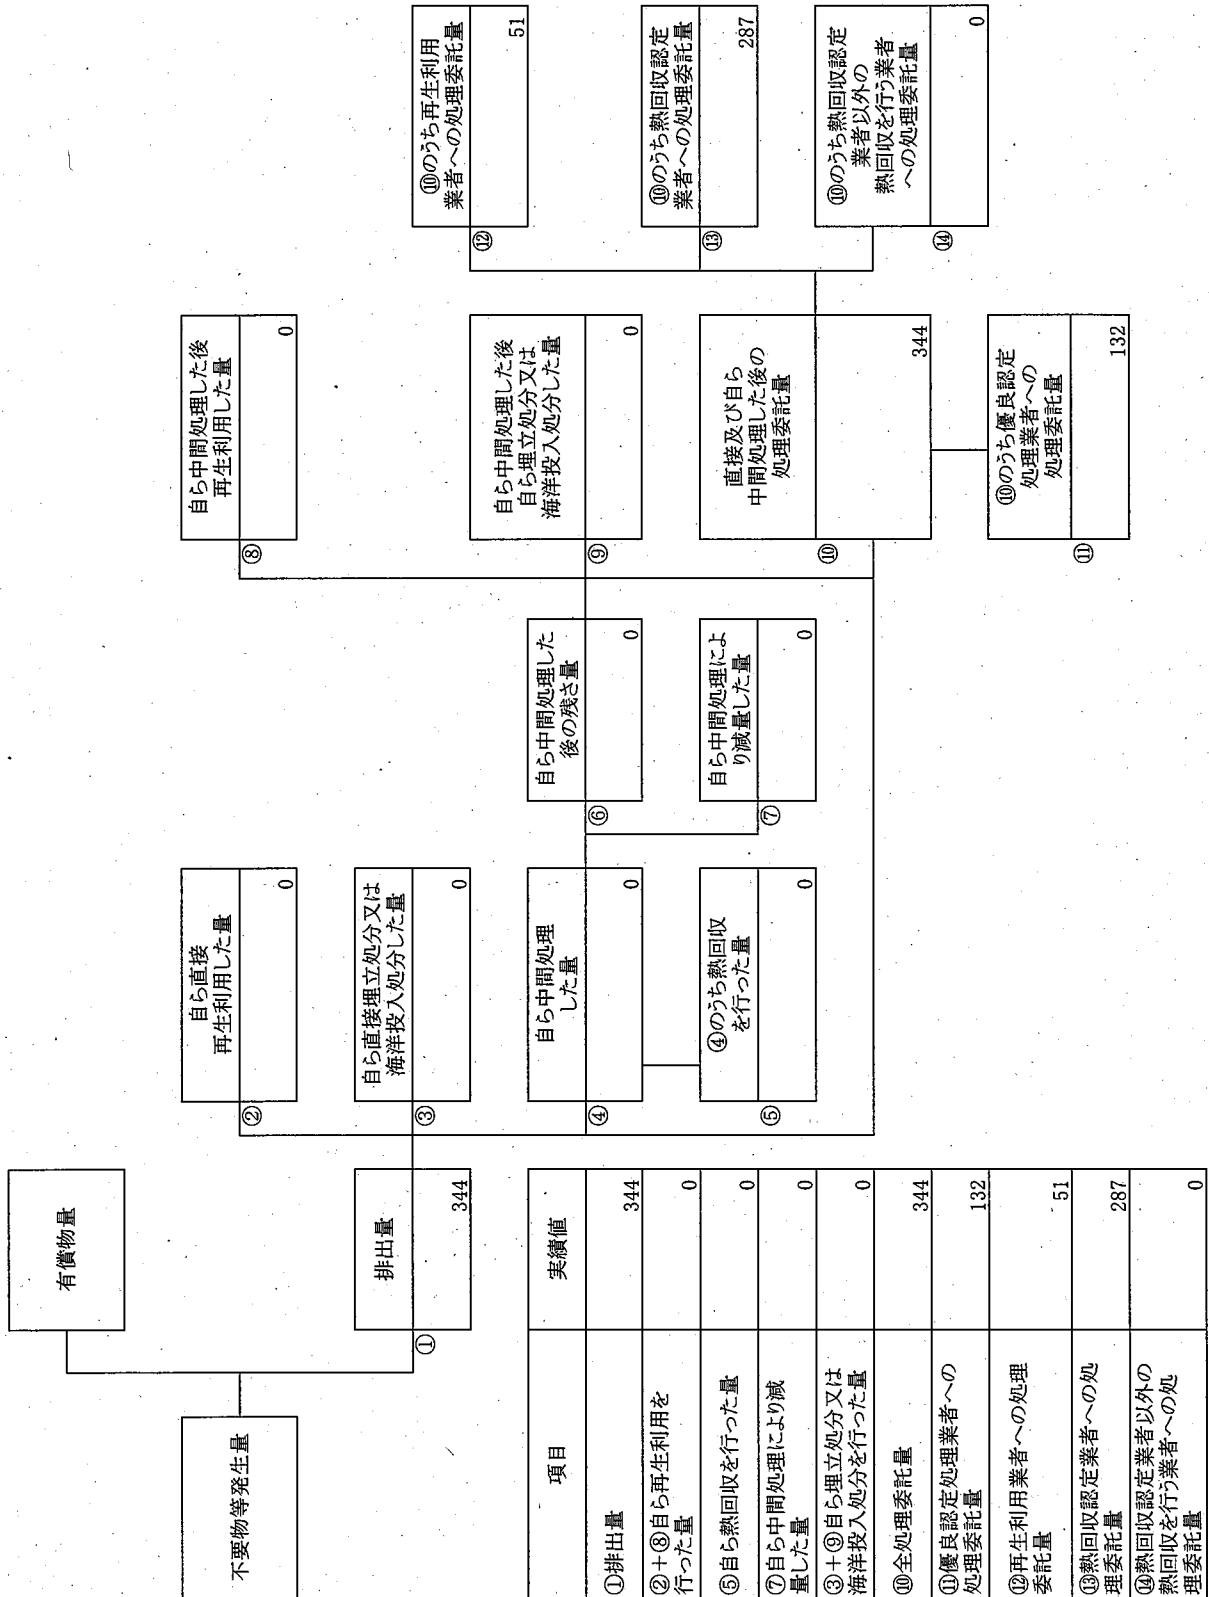 不要物等発生量
有償物量
①
排出量
344
②
自ら直接
再生利用した量
0
③
自ら直接埋立処分又は
海洋投入処分した量
0
④
自ら中間処理
した量
0
⑤
④のうち熱回収
を行った量
0
⑥
自ら中間処理した
後の残さ量
0
⑦
自ら中間処理によ
り減量した量
0
⑧
自ら中間処理した後
再生利用した量
0
⑨
自ら中間処理した後
自ら埋立処分又は
海洋投入処分した量
0
⑩
直接及び自ら
中間処理した後の
処理委託量
344
⑪
⑩のうち優良認定
処理業者への
処理委託量
132
⑫
⑩のうち再生利用
業者への処理委託量
51
⑬
⑩のうち熱回収認定
業者への処理委託量
287
⑭
⑩のうち熱回収認定
業者以外の
熱回収を行う業者
への処理委託量
0
項目 実績値
①排出量 344
②+⑧自ら再生利用を
行った量 0
⑤自ら熱回収を行った量 0
⑦自ら中間処理により減
量した量 0
③+⑨自ら埋立処分又は
海洋投入処分を行った量 0
⑩全処理委託量 344
⑪優良認定処理業者への
処理委託量 132
⑫再生利用業者への処理
委託量 51
⑬熱回収認定業者への処
理委託量 287
⑭熱回収認定業者以外の
熱回収を行う業者への処
理委託量 0